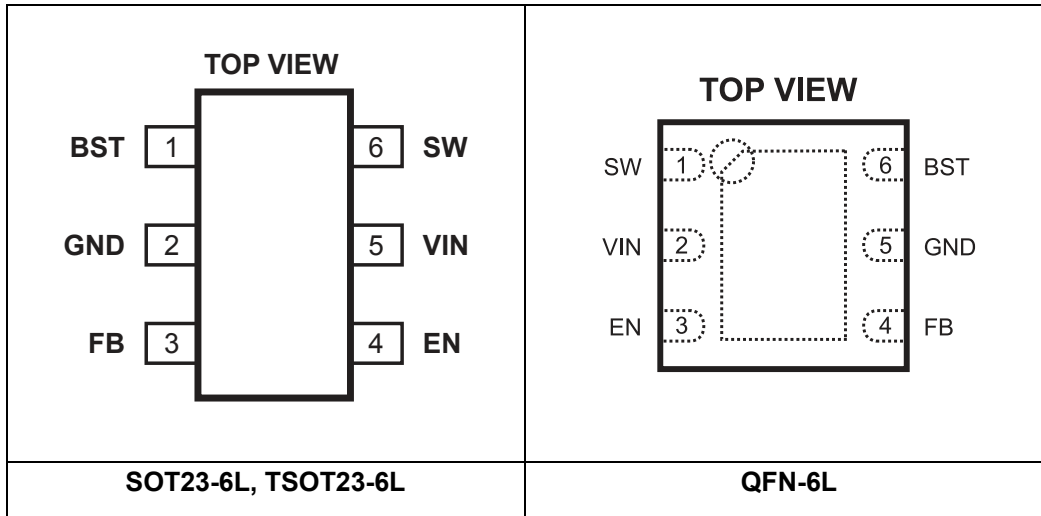 TOP VIEW
BST 1 6 SW
GND 2 5 VIN
FB 3 4 EN
SOT23-6L, TSOT23-6L
TOP VIEW
SW 1 6 BST
VIN 2 5 GND
EN 3 4 FB
QFN-6L